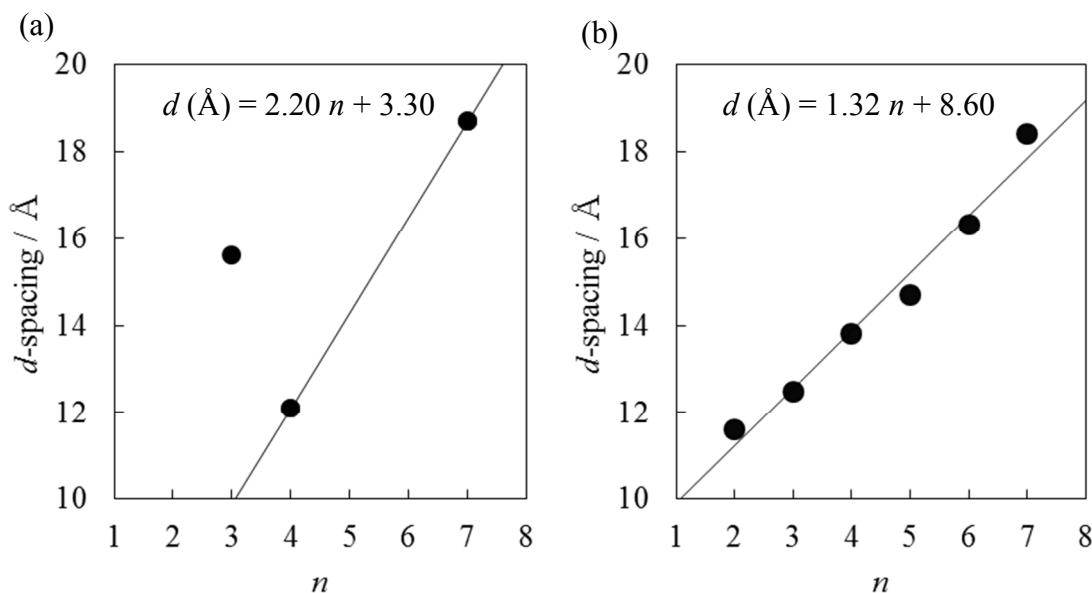 (a)
d (Å) = 2.20 n + 3.30
d-spacing / Å
20
18
16
14
12
10
1 2 3 4 5 6 7 8
n
(b)
d (Å) = 1.32 n + 8.60
d-spacing / Å
20
18
16
14
12
10
1 2 3 4 5 6 7 8
n